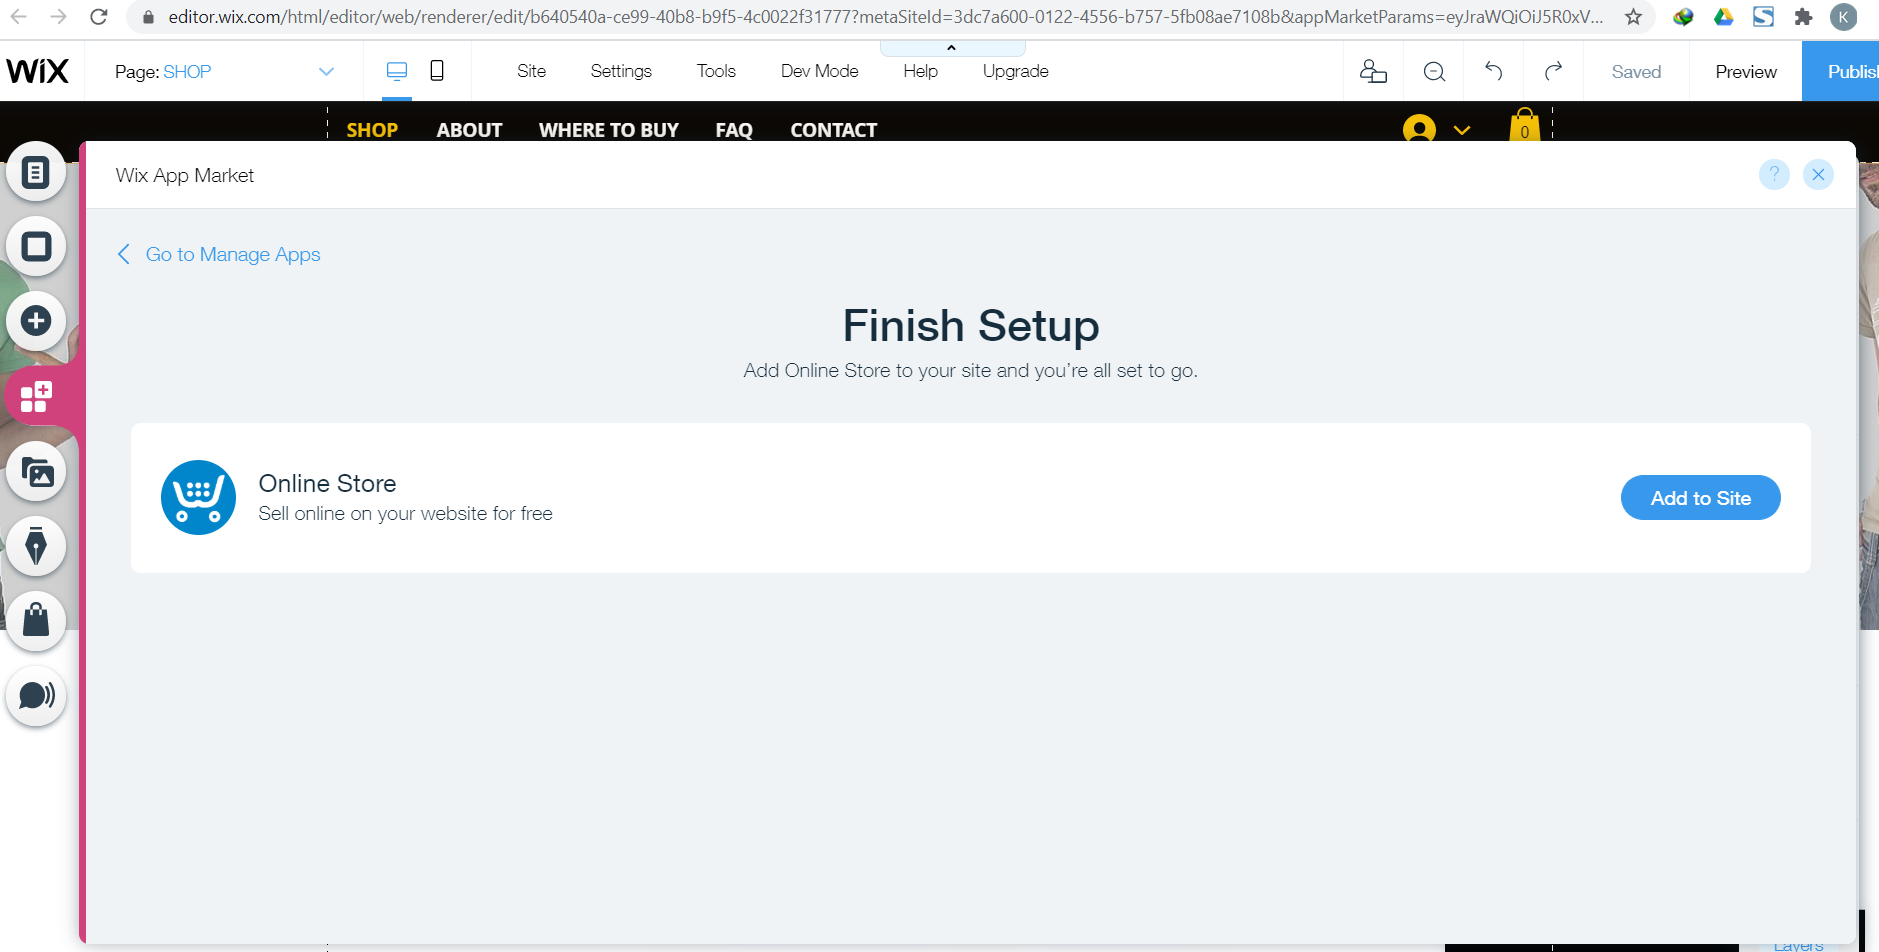 editor.wix.com/html/editor/web/renderer/edit/b640540a-ce99-40b8-b9f5-4c0022f31777?metaSiteId=3dc7a600-0122-4556-b757-5fb08ae7108b&appMarketParams=eyJraWQiOiJ5R0xV...
K
WiX Page: SHOP Site Settings Tools Dev Mode Help Upgrade Saved Preview Publis
SHOP ABOUT WHERE TO BUY FAQ CONTACT 0
Wix App Market ?
Go to Manage Apps
Finish Setup
Add Online Store to your site and you're all set to go.
Online Store
Sell online on your website for free
Add to Site
Layers